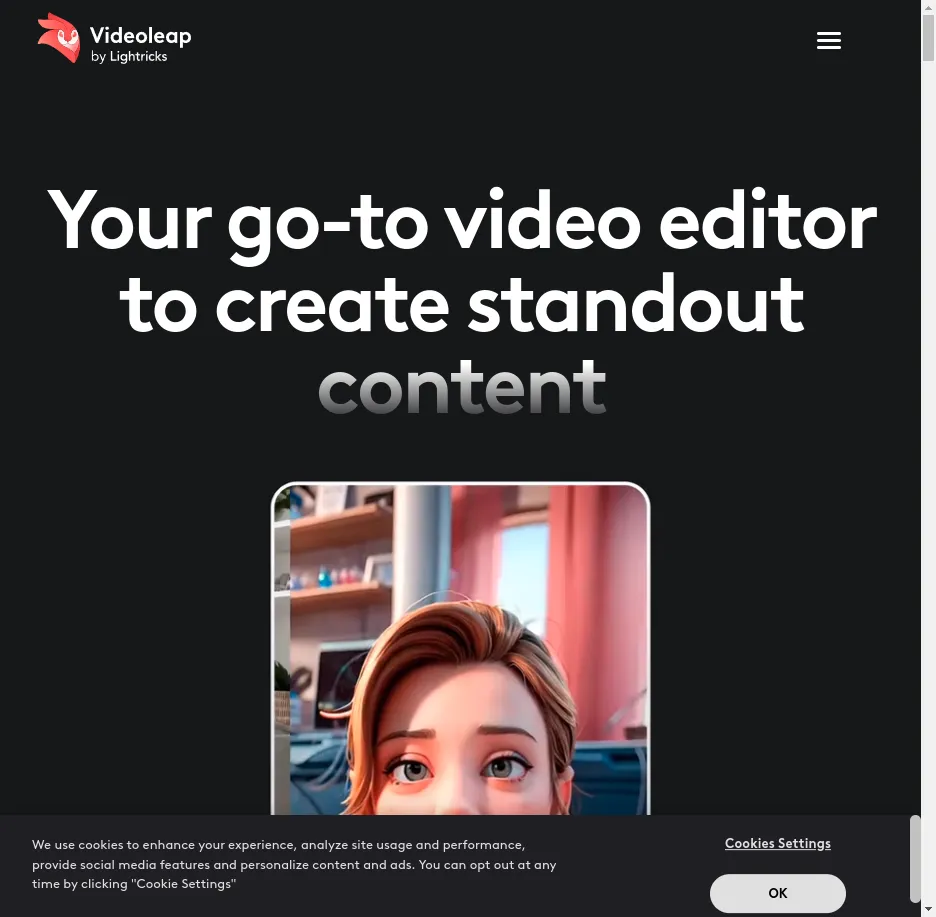 Videoleap
by Lightricks
Your go-to video editor
to create standout
content
We use cookies to enhance your experience, analyze site usage and performance,
provide social media features and personalize content and ads. You can opt out at any
time by clicking "Cookie Settings"
Cookies Settings
OK